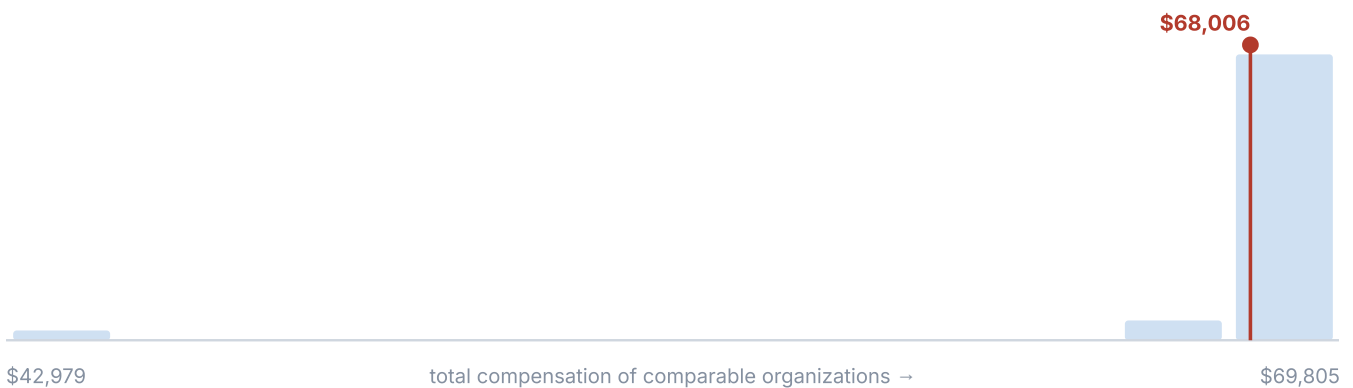 $68,006
$42,979 total compensation of comparable organizations → $69,805